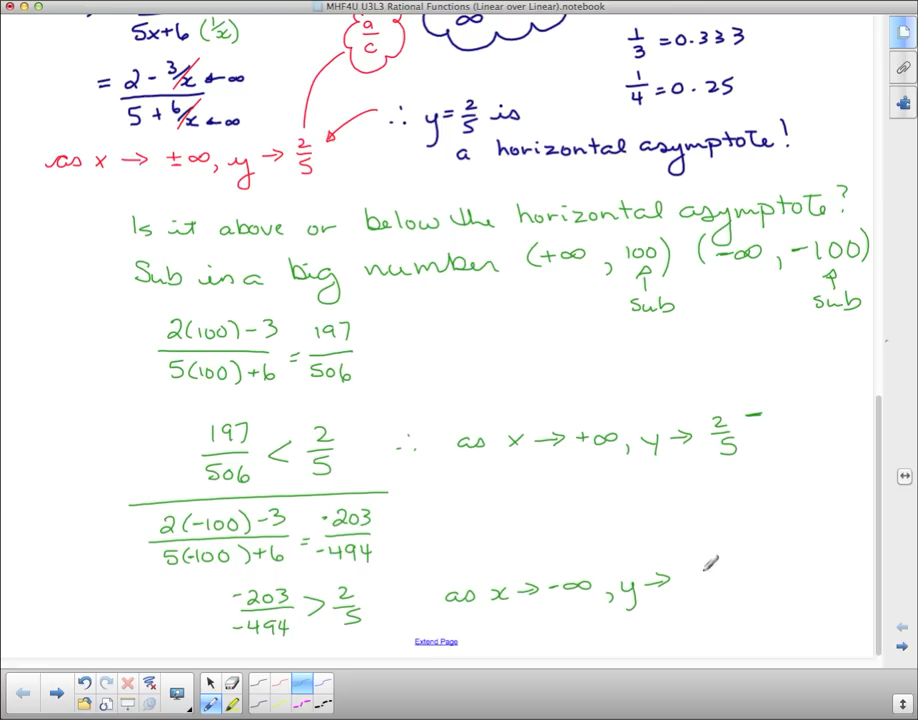 MHF4U U3L3 Rational Functions (Linear over Linear).notebook
5x+6 (1/x)
a/c
∞
1/3 = 0.333
= (2 - 3/x ← ∞)/(5 + 6/x ← ∞)
1/4 = 0.25
∴ y = 2/5 is
a horizontal asymptote!
as x → ±∞, y → 2/5
Is it above or below the horizontal asymptote?
Sub in a big number (+∞, 100) (-∞, -100)
sub sub
(2(100) - 3)/(5(100) + 6) = 197/506
197/506 < 2/5 ∴ as x → +∞, y → 2/5⁻
(2(-100) - 3)/(5(-100) + 6) = -203/-494
-203/-494 > 2/5 as x → -∞, y →
Extend Page